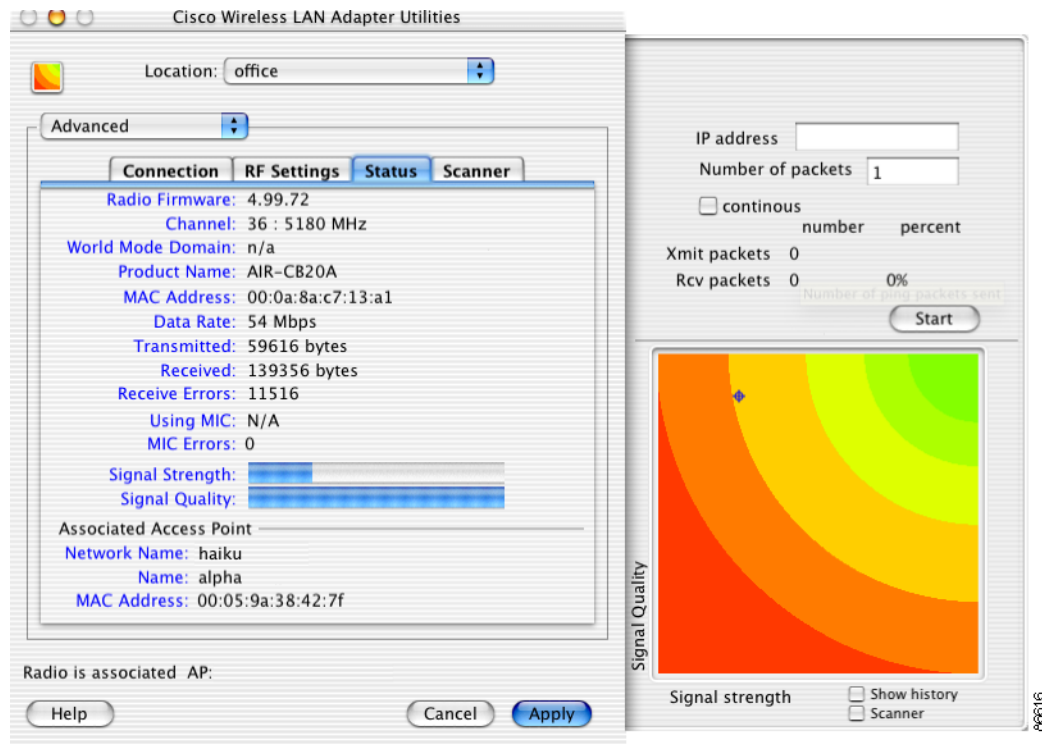 Cisco Wireless LAN Adapter Utilities
Location: office
Advanced
Connection RF Settings Status Scanner
Radio Firmware: 4.99.72
Channel: 36 : 5180 MHz
World Mode Domain: n/a
Product Name: AIR-CB20A
MAC Address: 00:0a:8a:c7:13:a1
Data Rate: 54 Mbps
Transmitted: 59616 bytes
Received: 139356 bytes
Receive Errors: 11516
Using MIC: N/A
MIC Errors: 0
Signal Strength:
Signal Quality:
Associated Access Point
Network Name: haiku
Name: alpha
MAC Address: 00:05:9a:38:42:7f
Radio is associated AP:
Help Cancel Apply
IP address
Number of packets 1
continous
number percent
Xmit packets 0
Rcv packets 0 0%
Number of ping packets sent
Start
Signal Quality
Signal strength
Show history
Scanner
86616